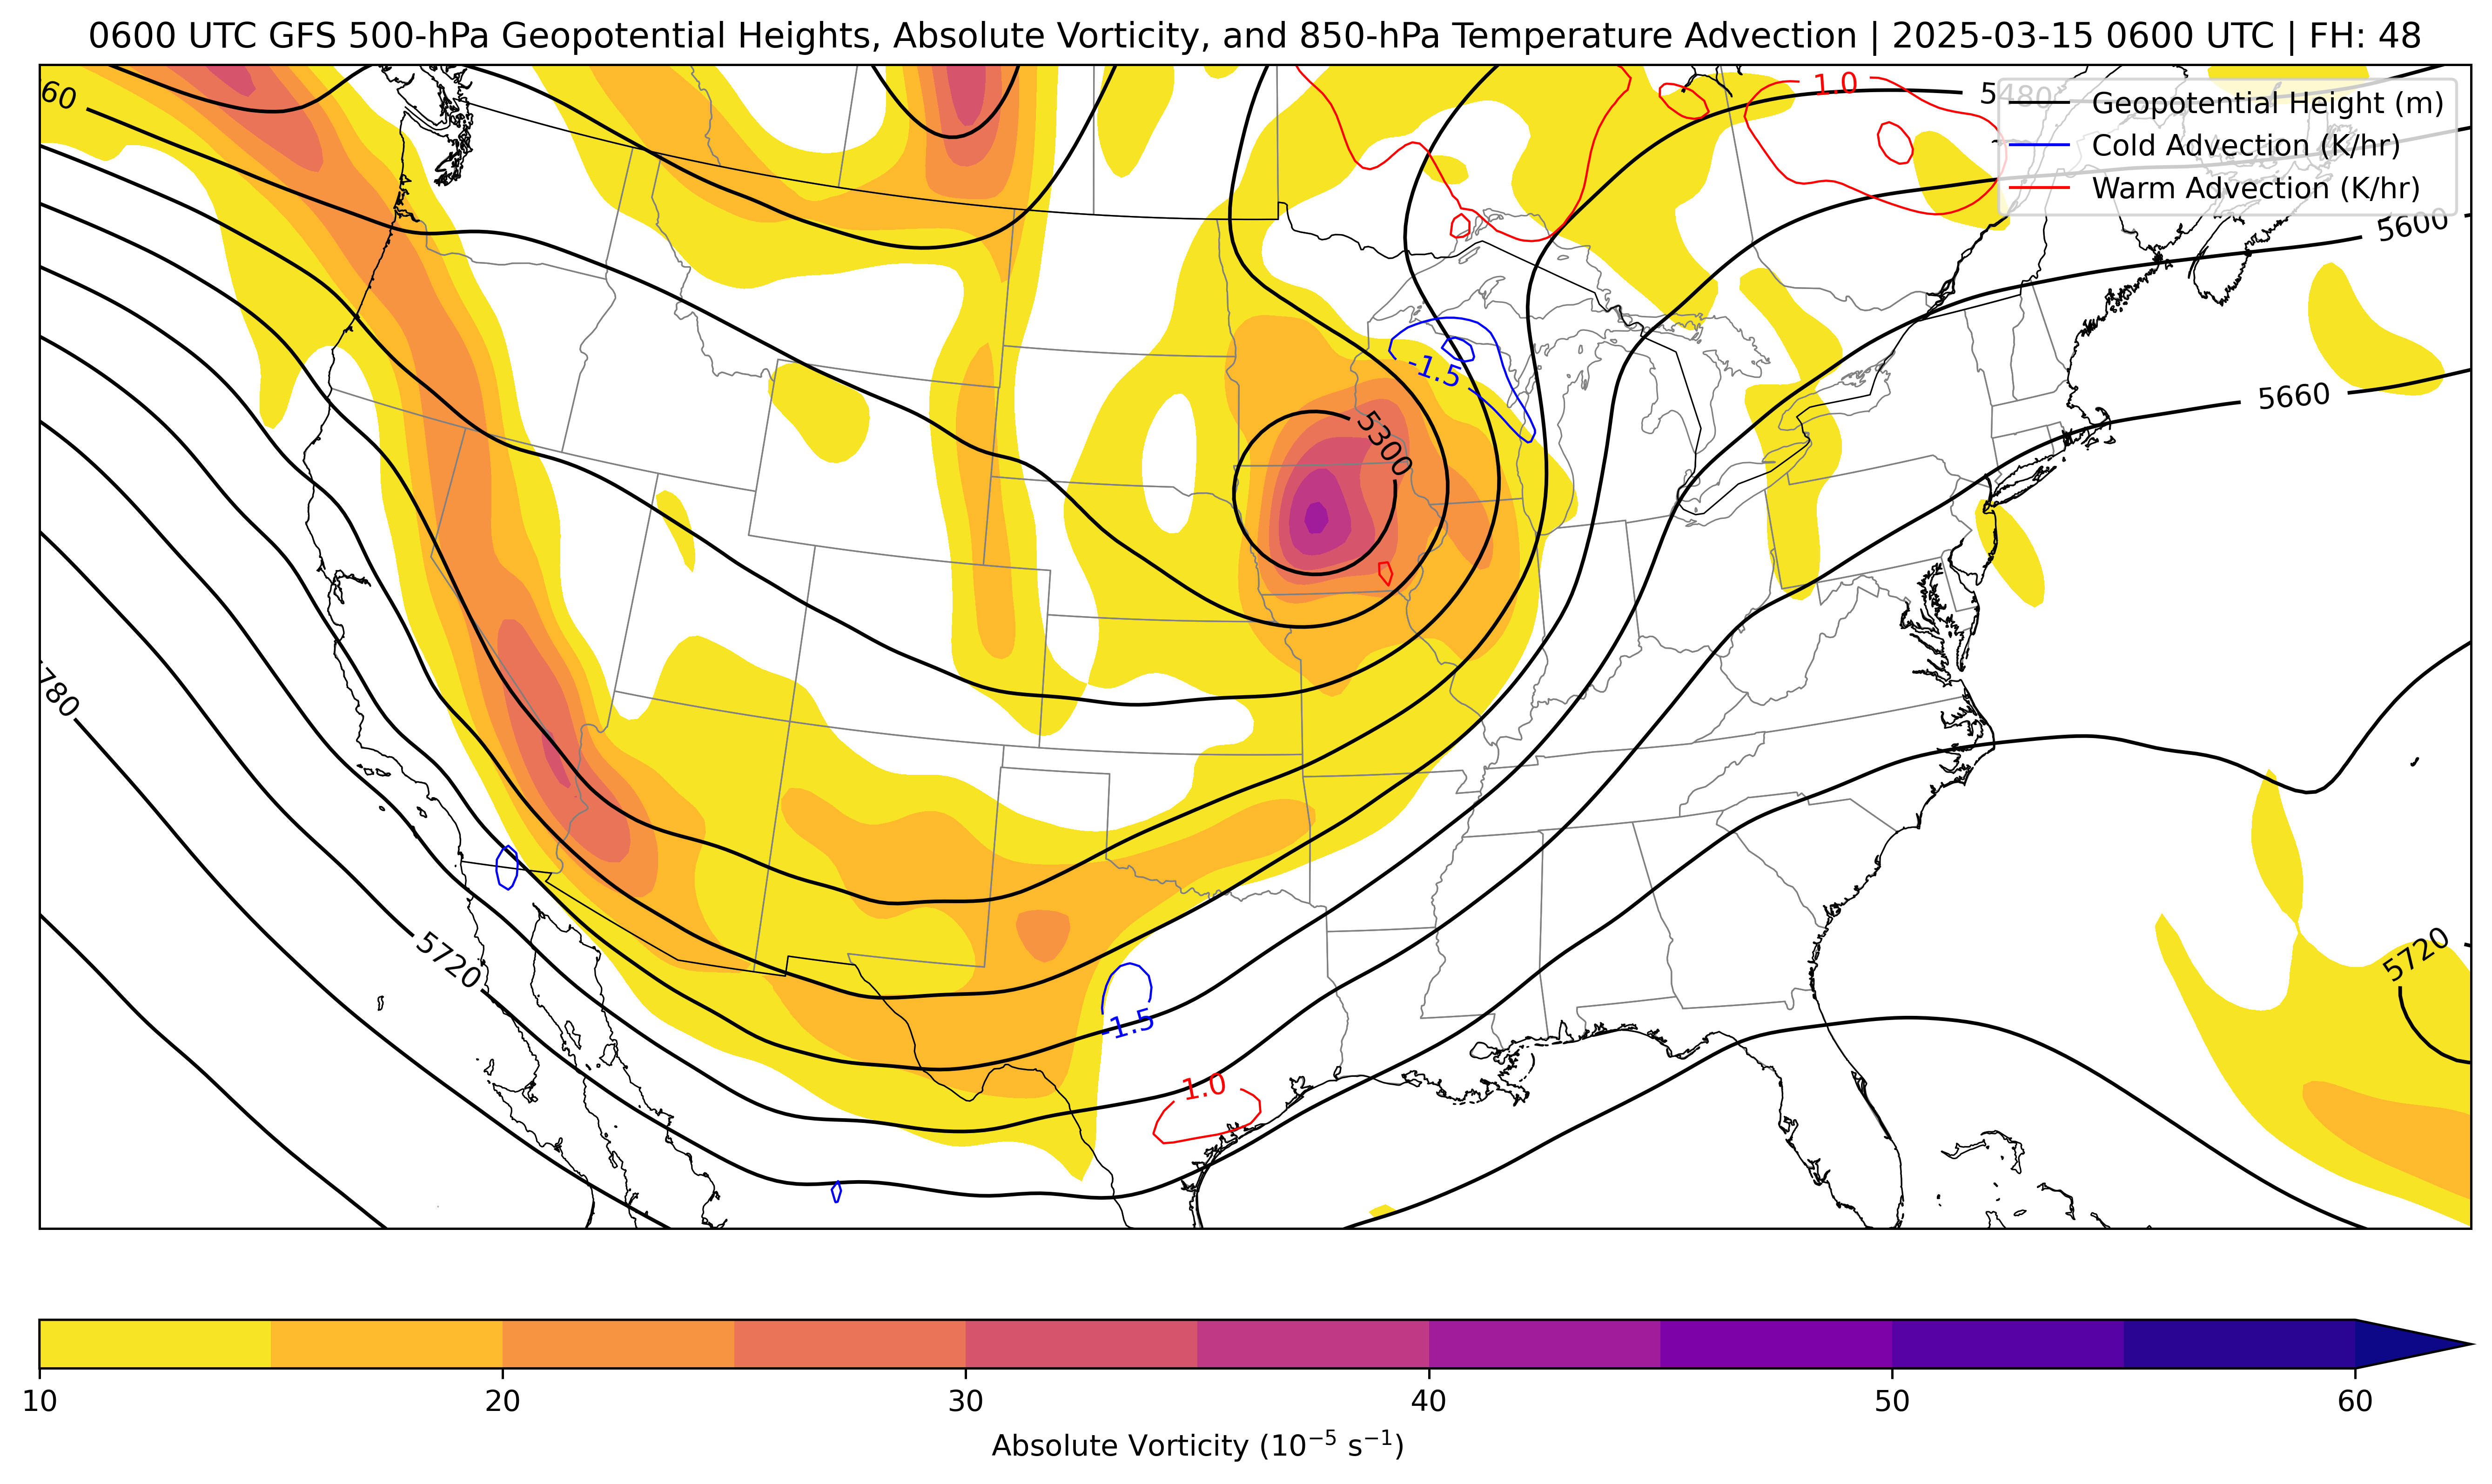 0600 UTC GFS 500-hPa Geopotential Heights, Absolute Vorticity, and 850-hPa Temperature Advection | 2025-03-15 0600 UTC | FH: 48
60
1.0
5480
Geopotential Height (m)
Cold Advection (K/hr)
Warm Advection (K/hr)
5600
-1.5
5660
5300
780
5720
5720
-1.5
1.0
10 20 30 40 50 60
Absolute Vorticity (10⁻⁵ s⁻¹)